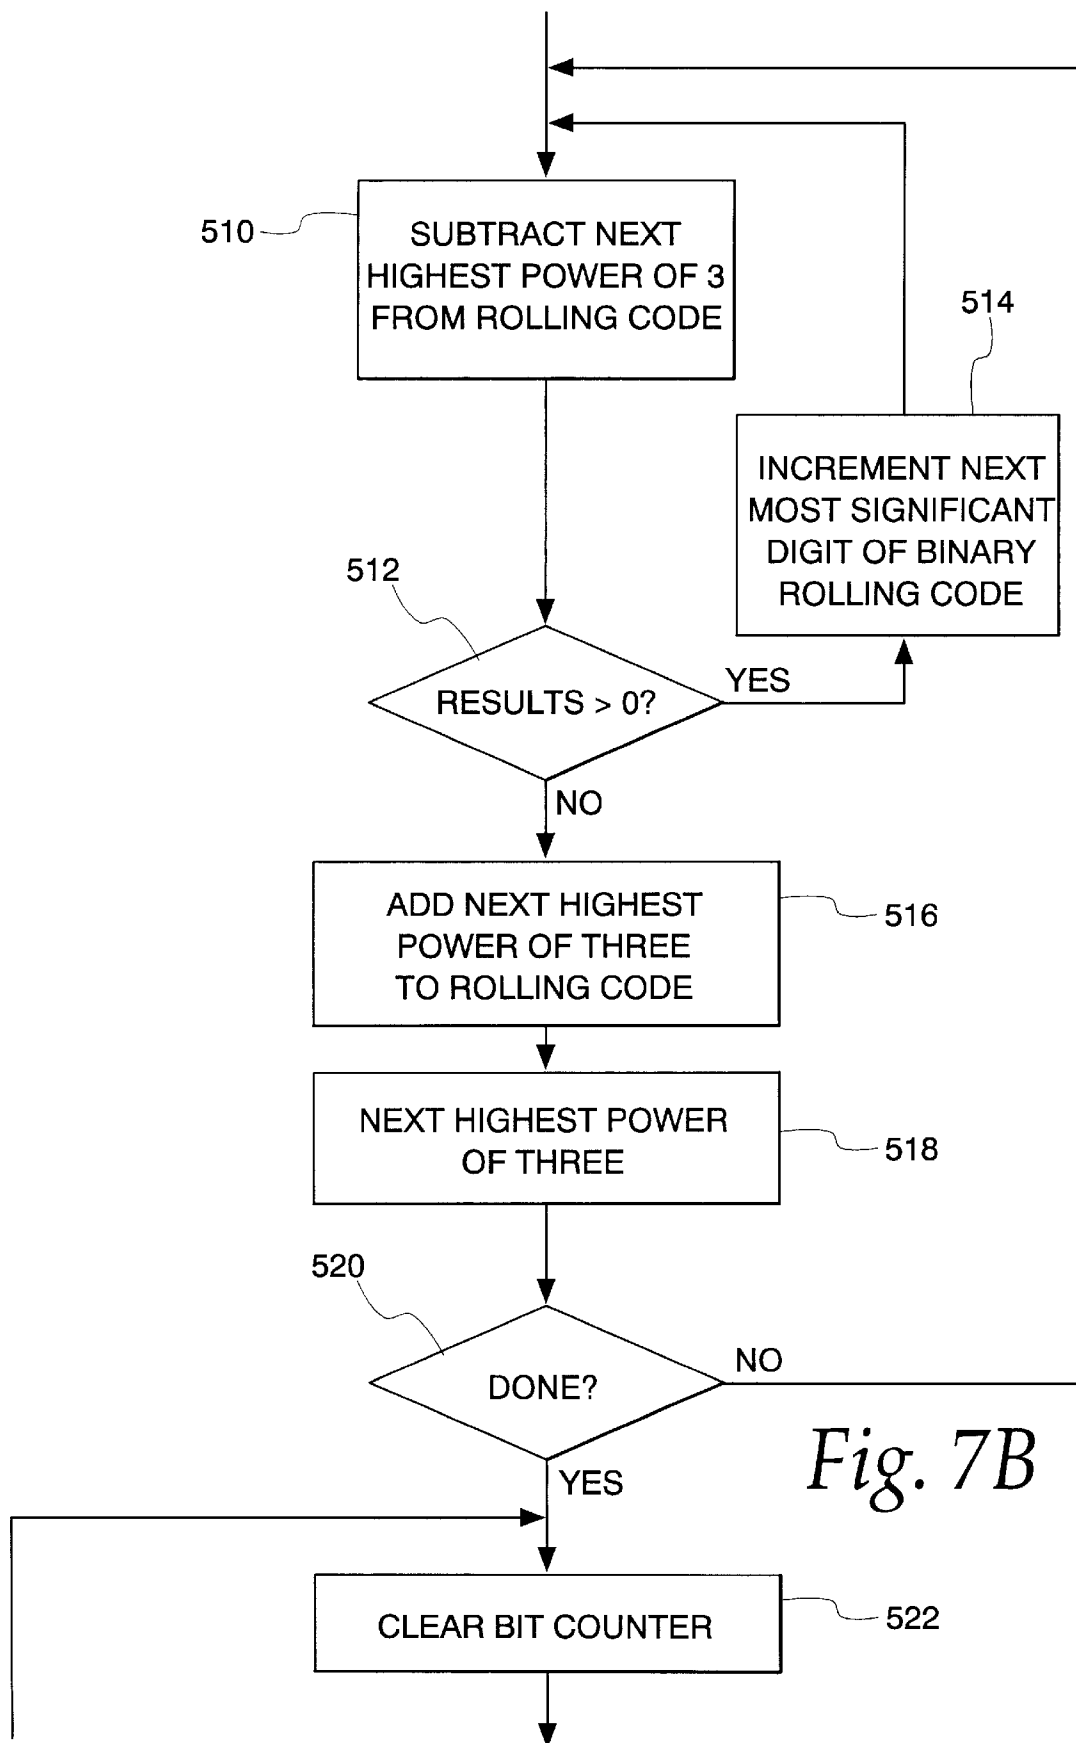 510
SUBTRACT NEXT
HIGHEST POWER OF 3
FROM ROLLING CODE
514
INCREMENT NEXT
MOST SIGNIFICANT
DIGIT OF BINARY
ROLLING CODE
512
RESULTS > 0?
YES
NO
ADD NEXT HIGHEST
POWER OF THREE
TO ROLLING CODE
516
NEXT HIGHEST POWER
OF THREE
518
520
DONE?
NO
Fig. 7B
YES
CLEAR BIT COUNTER
522